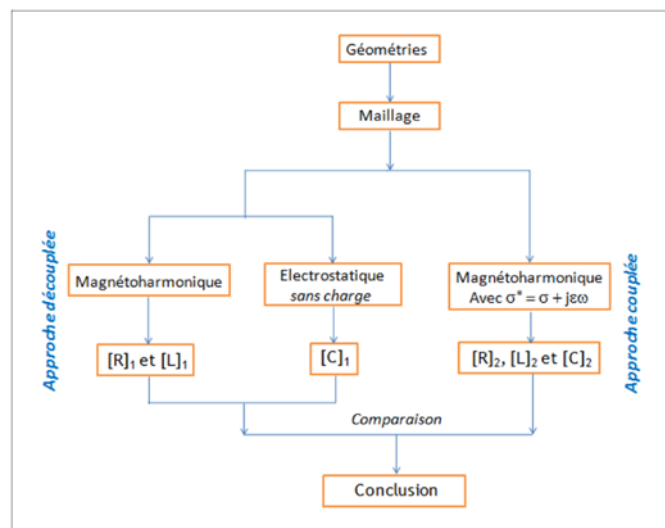 Géométries
Maillage
Approche découplée
Magnétoharmonique
Electrostatique
sans charge
Magnétoharmonique
Avec σ* = σ + jεω
Approche couplée
[R]₁ et [L]₁
[C]₁
[R]₂, [L]₂ et [C]₂
Comparaison
Conclusion